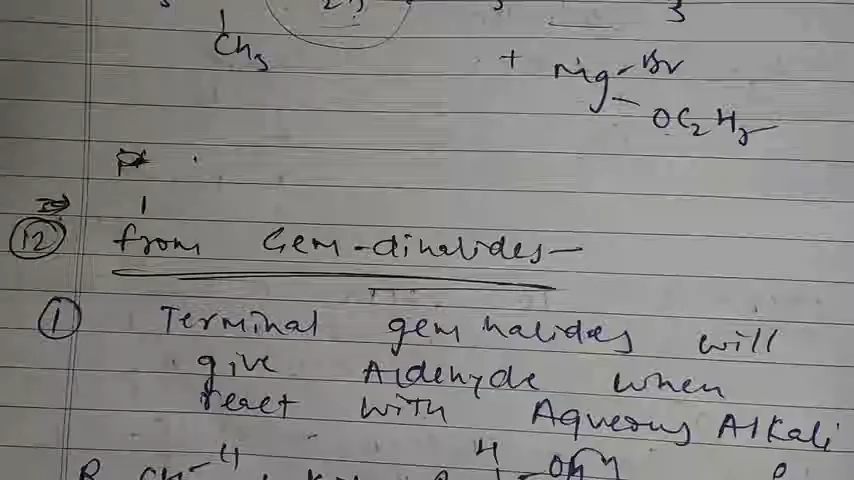 CH3
+ Mg-Br
OC2H5
(12) from Gem-dihalides-
(1) Terminal gem halides will
give Aldehyde when
react with Aqueous Alkali